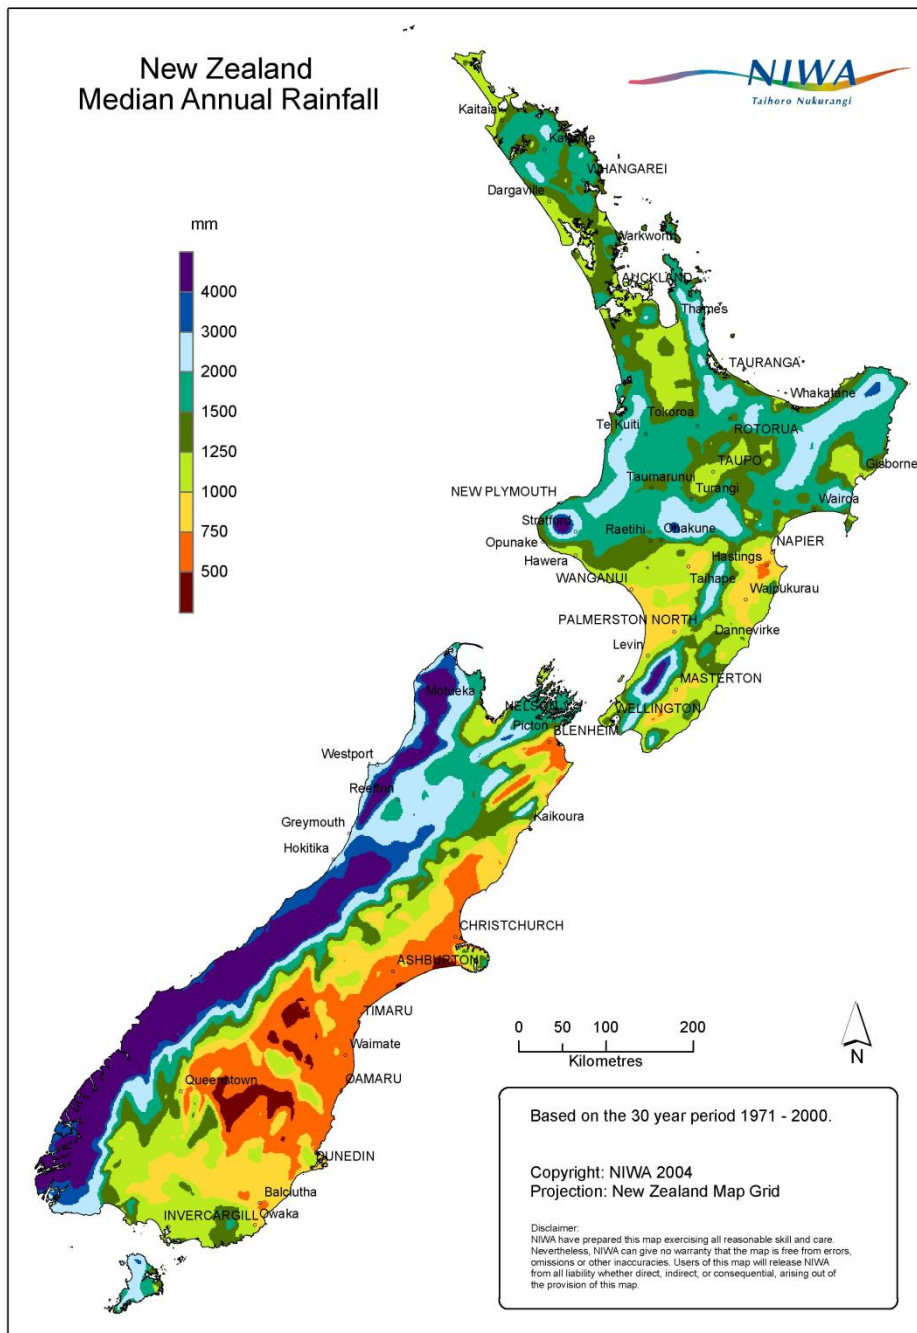 New Zealand
Median Annual Rainfall
NIWA
Taihoro Nukurangi
Kaitaia
WHANGAREI
Dargaville
Warkworth
mm
AUCKLAND
4000
Thames
3000
2000
TAURANGA
1500
Whakatane
Tokoroa
1250
Te Kuiti
ROTORUA
TAUPO
Gisborne
1000
Taumarunui
NEW PLYMOUTH
Turangi
Wairoa
750
Stratford
Raetihi
Ohakune
Opunake
NAPIER
500
Hawera
Hastings
WANGANUI
Taihape
Waipukurau
PALMERSTON NORTH
Dannevirke
Levin
Motueka
MASTERTON
NELSON
WELLINGTON
Picton
BLENHEIM
Westport
Reefton
Greymouth
Kaikoura
Hokitika
CHRISTCHURCH
ASHBURTON
TIMARU
Waimate
0 50 100 200
Kilometres
N
Queenstown
OAMARU
Based on the 30 year period 1971 - 2000.
DUNEDIN
Copyright: NIWA 2004
Projection: New Zealand Map Grid
Balclutha
INVERCARGILL
Owaka
Disclaimer:
NIWA have prepared this map exercising all reasonable skill and care.
Nevertheless, NIWA can give no warranty that the map is free from errors,
omissions or other inaccuracies. Users of this map will release NIWA
from all liability whether direct, indirect, or consequential, arising out of
the provision of this map.